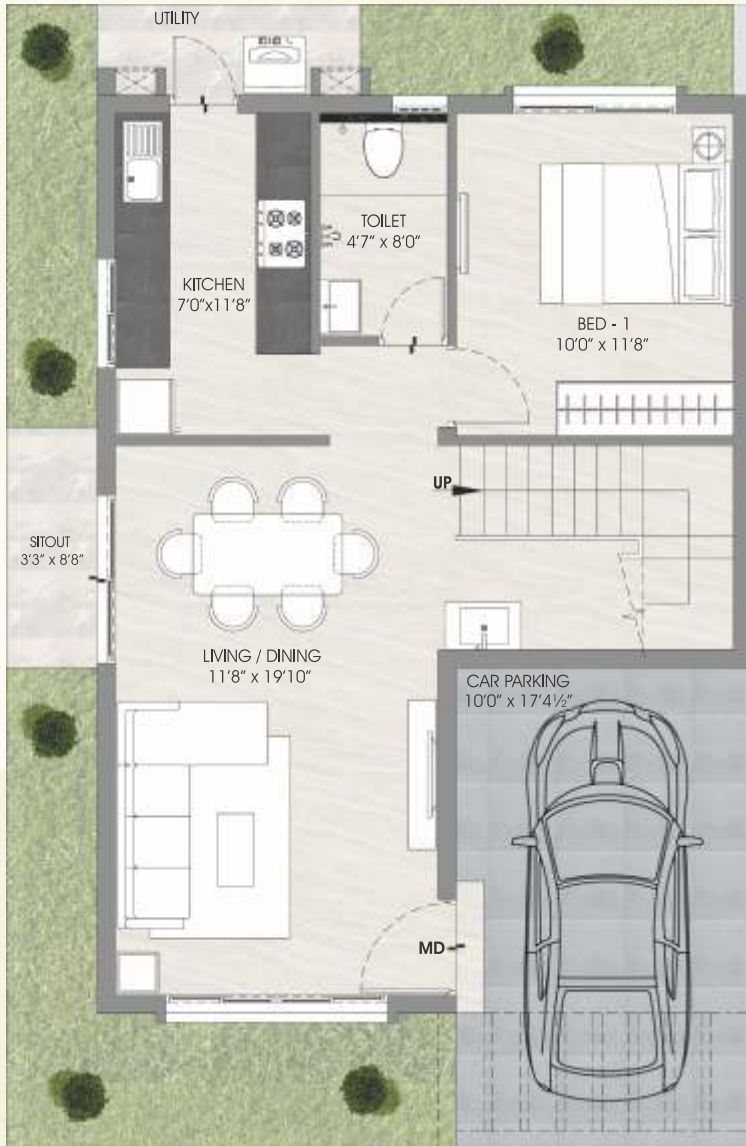 UTILITY
TOILET
4'7" x 8'0"
KITCHEN
7'0"x11'8"
BED - 1
10'0" x 11'8"
UP
SITOUT
3'3" x 8'8"
LIVING / DINING
11'8" x 19'10"
CAR PARKING
10'0" x 17'4½"
MD